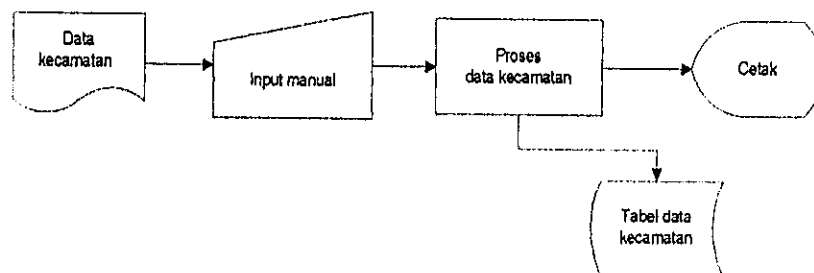 Data
kecamatan
Input manual
Proses
data kecamatan
Cetak
Tabel data
kecamatan